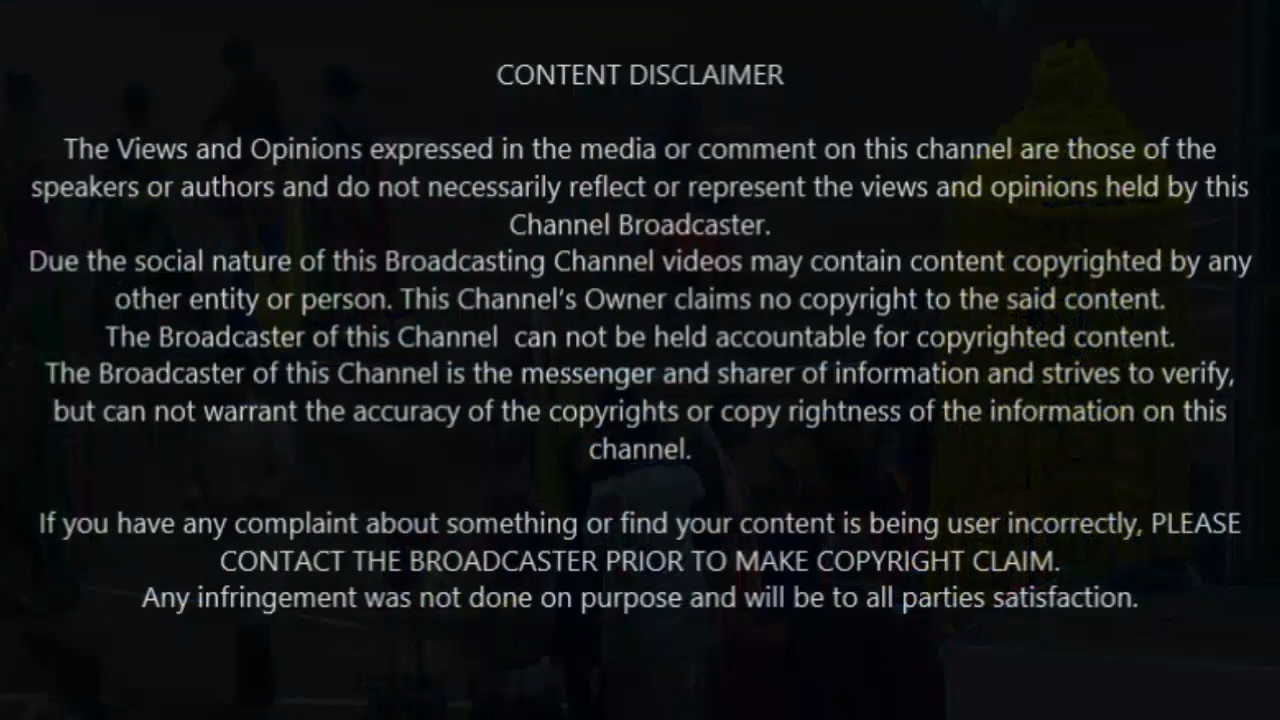 CONTENT DISCLAIMER
The Views and Opinions expressed in the media or comment on this channel are those of the
speakers or authors and do not necessarily reflect or represent the views and opinions held by this
Channel Broadcaster.
Due the social nature of this Broadcasting Channel videos may contain content copyrighted by any
other entity or person. This Channel's Owner claims no copyright to the said content.
The Broadcaster of this Channel  can not be held accountable for copyrighted content.
The Broadcaster of this Channel is the messenger and sharer of information and strives to verify,
but can not warrant the accuracy of the copyrights or copy rightness of the information on this
channel.
If you have any complaint about something or find your content is being user incorrectly, PLEASE
CONTACT THE BROADCASTER PRIOR TO MAKE COPYRIGHT CLAIM.
Any infringement was not done on purpose and will be to all parties satisfaction.